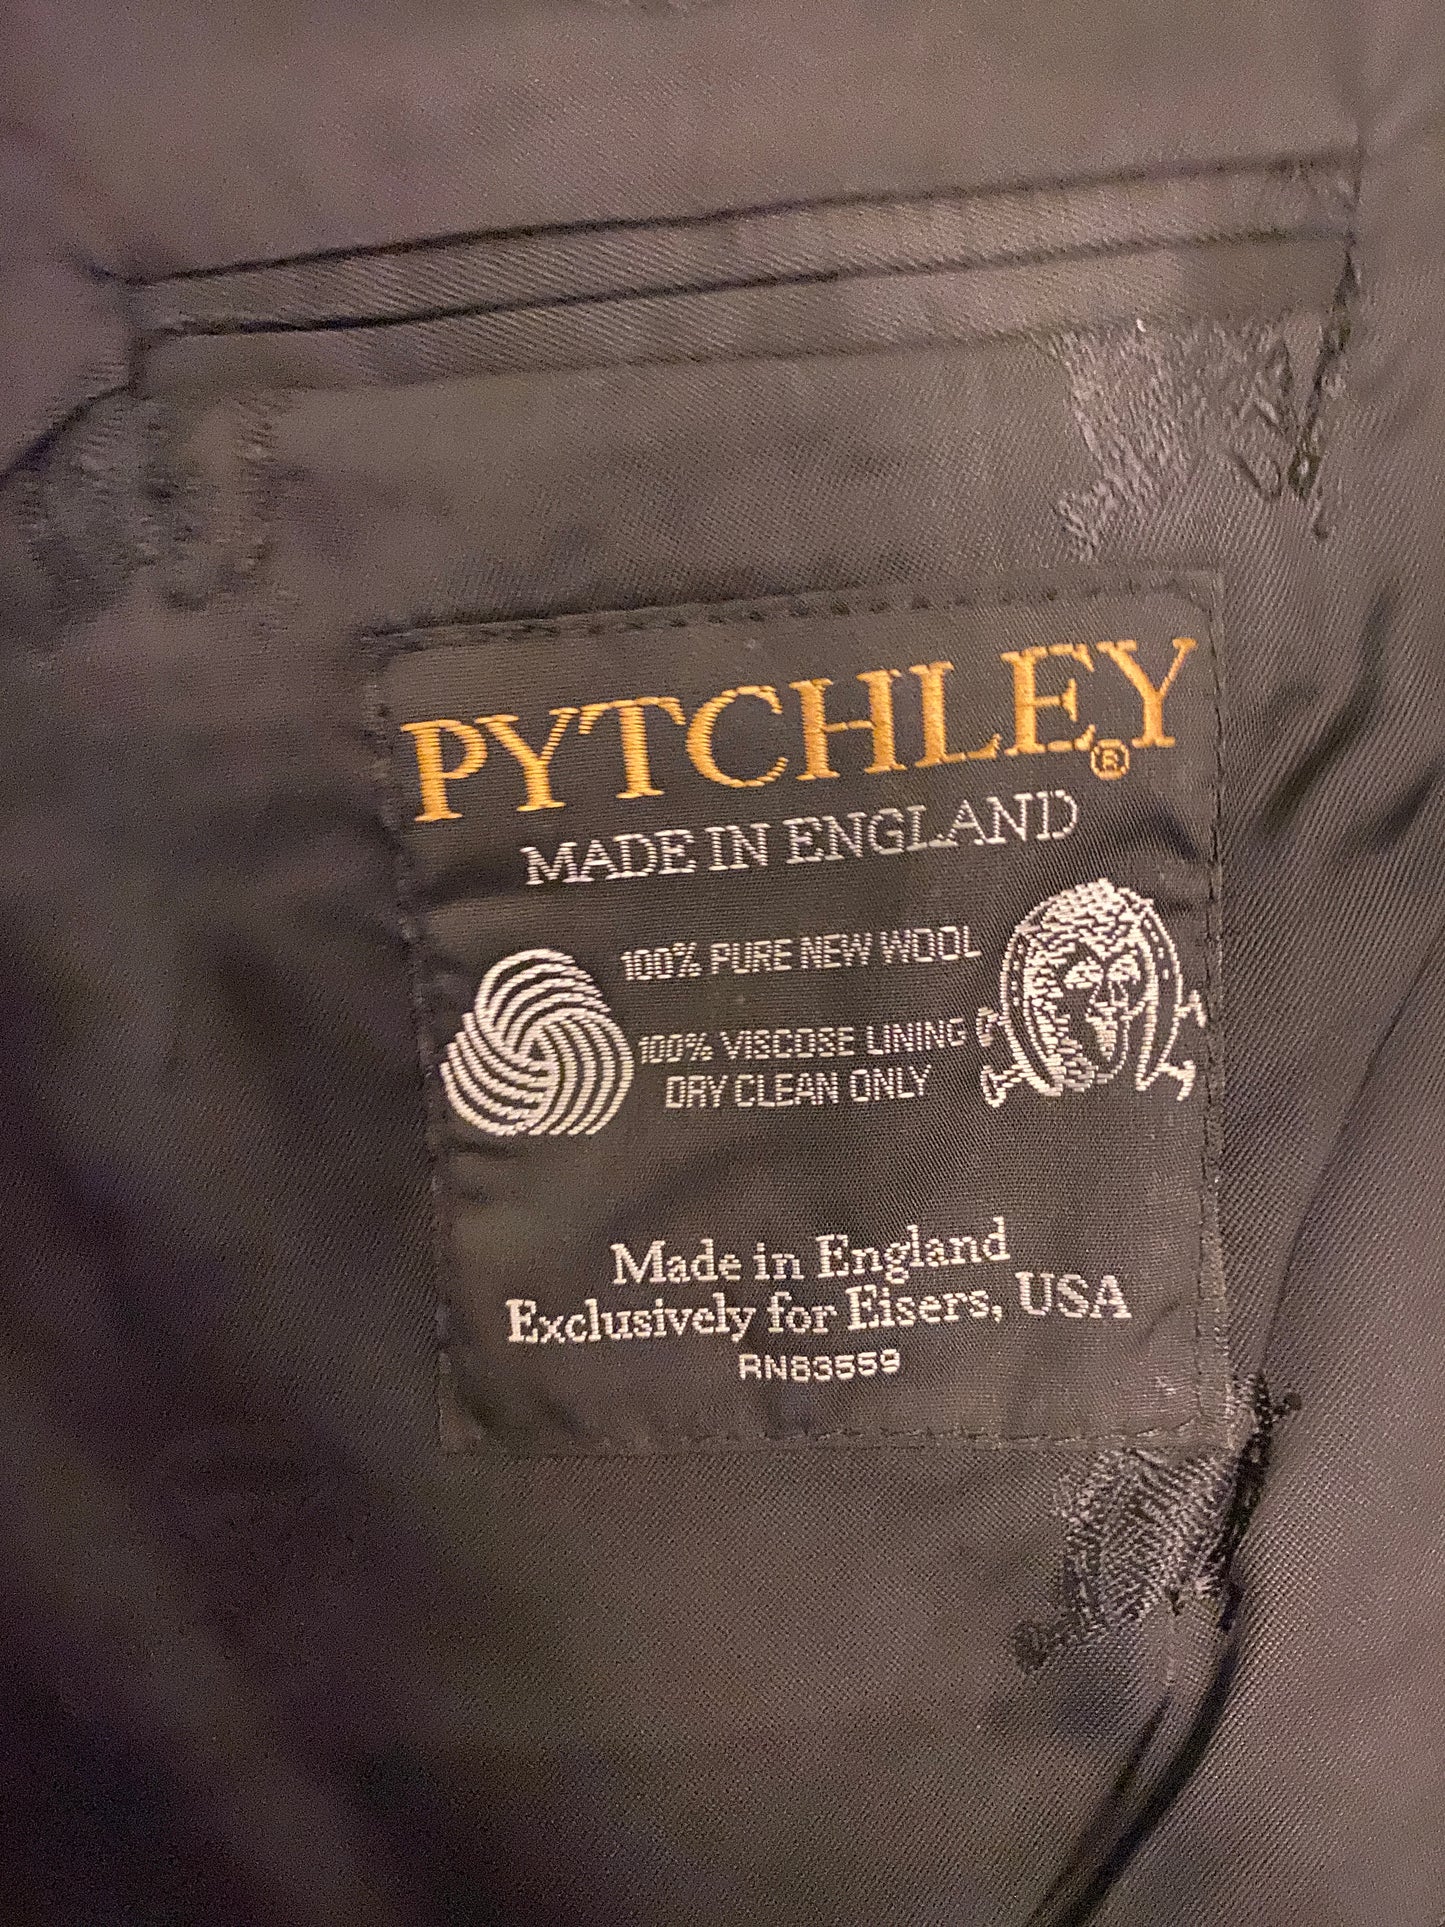 PYTCHLEY®
MADE IN ENGLAND
100% PURE NEW WOOL
100% VISCOSE LINING
DRY CLEAN ONLY
Made in England
Exclusively for Eisers, USA
RN63559